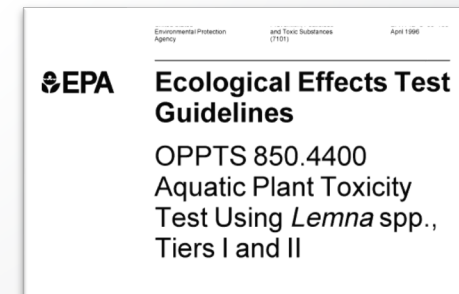 Environmental Protection
Agency
and Toxic Substances
(7101)
April 1996
EPA
Ecological Effects Test
Guidelines
OPPTS 850.4400
Aquatic Plant Toxicity
Test Using Lemna spp.,
Tiers I and II